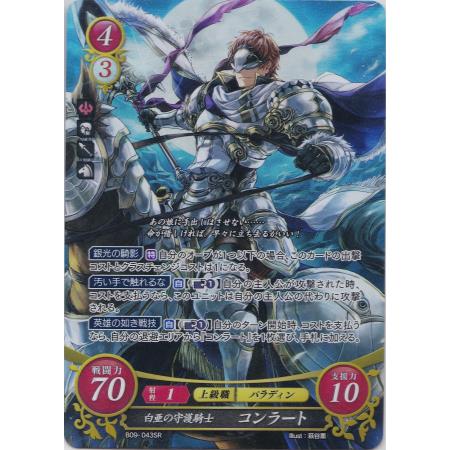 4
3
あの娘に手出しはさせない……
命が惜しければ、早々に立ち去るがいい!
銀光の騎影 特 自分のオーブが1つ以下の場合、このカードの出撃
コストとクラスチェンジコストは1になる。
汚い手で触れるな 自 自分の主人公が攻撃された時、
コストを支払うなら、このユニットは自分の主人公の代わりに攻撃さ
れる。
英雄の如き戦技 自 自分のターン開始時、コストを支払う
なら、自分の退避エリアから「コンラート」を1枚選び、手札に加える。
戦闘力
70
射程 1
上級職
パラディン
支援力
10
白亜の守護騎士 コンラート
B09-043SR
Illust:萩谷薫